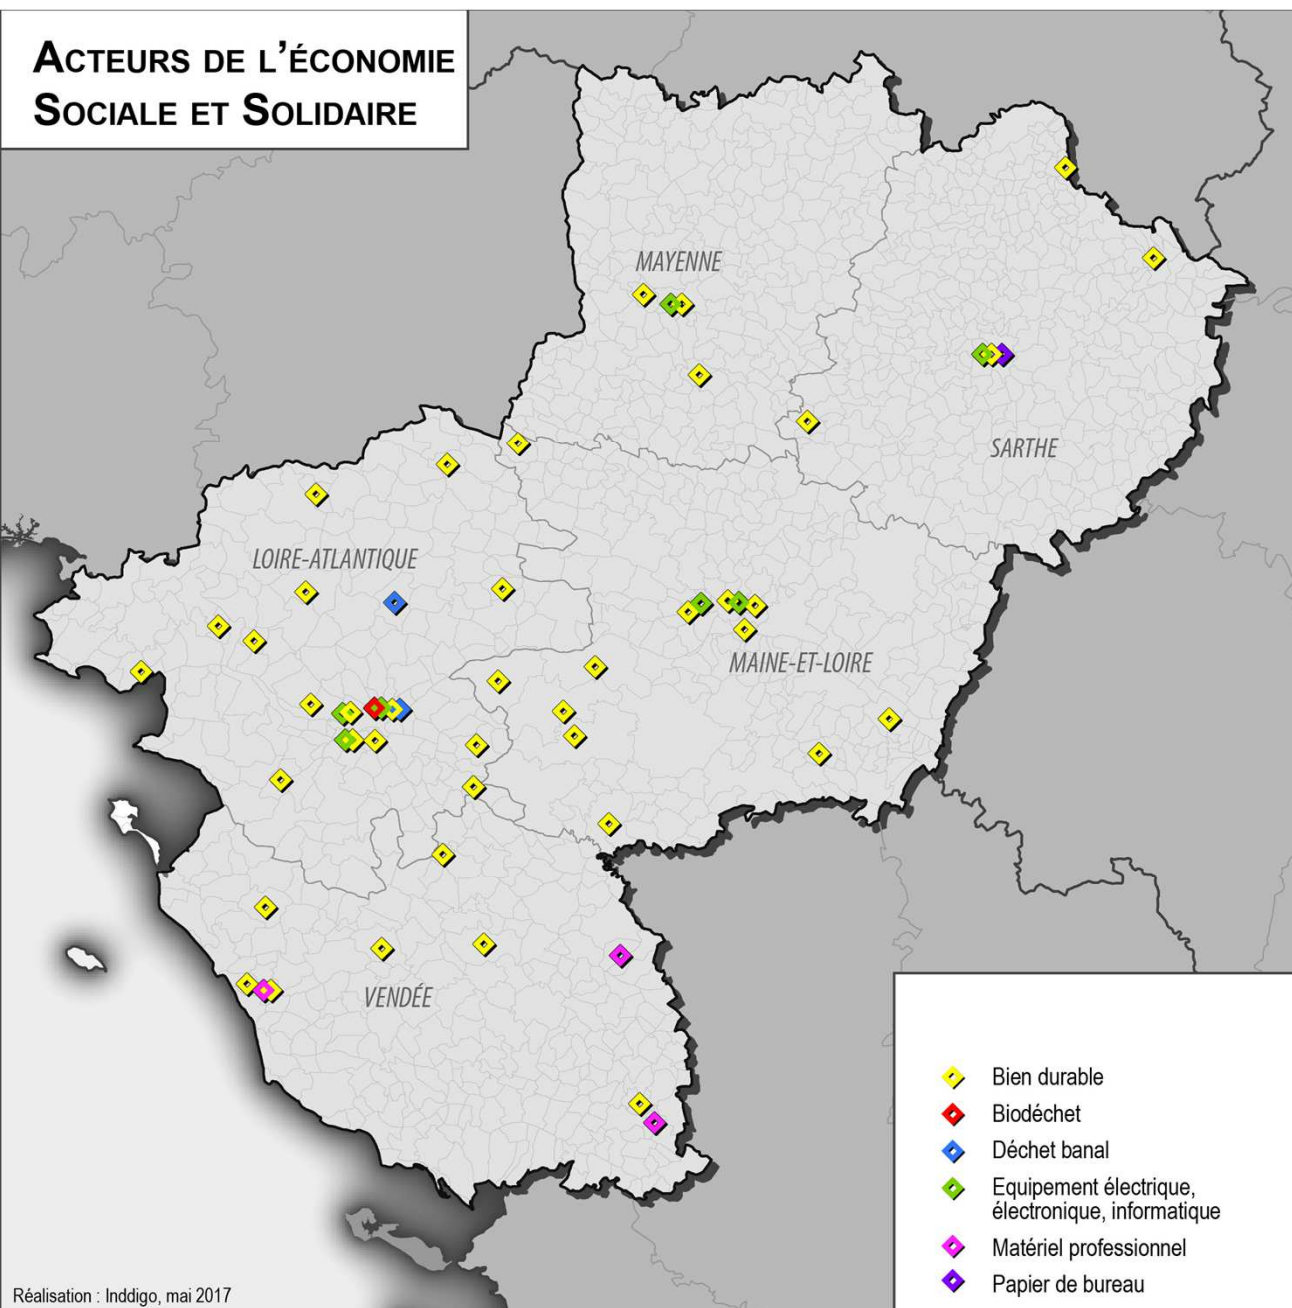 ACTEURS DE L'ÉCONOMIE
SOCIALE ET SOLIDAIRE
MAYENNE
SARTHE
LOIRE-ATLANTIQUE
MAINE-ET-LOIRE
VENDÉE
Bien durable
Biodéchet
Déchet banal
Equipement électrique,
électronique, informatique
Matériel professionnel
Papier de bureau
Réalisation : Inddigo, mai 2017